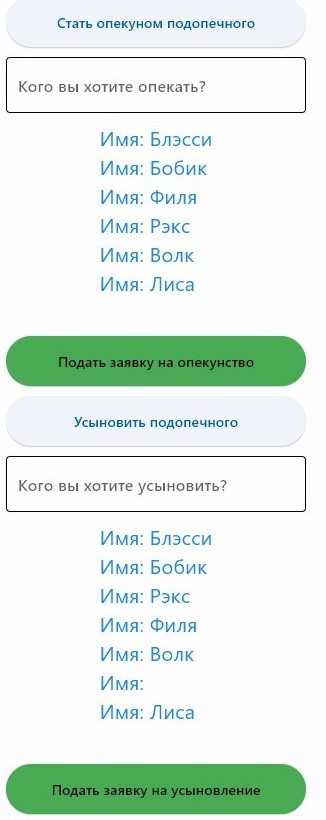 Стать опекуном подопечного
Кого вы хотите опекать?
Имя: Блэсси
Имя: Бобик
Имя: Филя
Имя: Рэкс
Имя: Волк
Имя: Лиса
Подать заявку на опекунство
Усыновить подопечного
Кого вы хотите усыновить?
Имя: Блэсси
Имя: Бобик
Имя: Рэкс
Имя: Филя
Имя: Волк
Имя:
Имя: Лиса
Подать заявку на усыновление